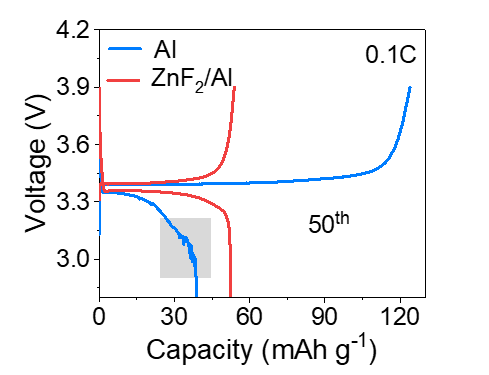 4.2
3.9
3.6
3.3
3.0
Voltage (V)
Al
ZnF2/Al
0.1C
50th
0
30
60
90
120
Capacity (mAh g-1)